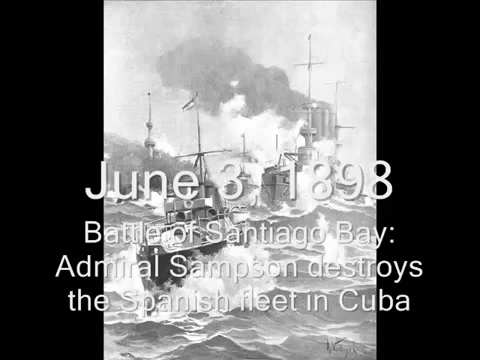 June 3, 1898
Battle of Santiago Bay:
Admiral Sampson destroys
the Spanish fleet in Cuba